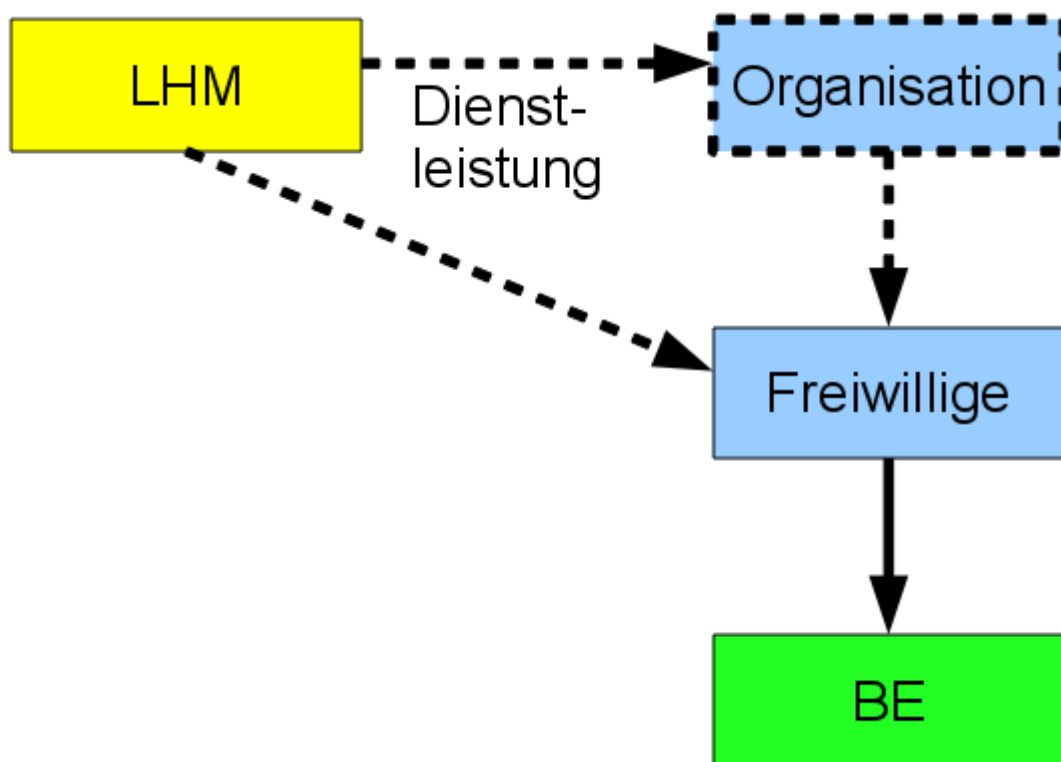 LHM
Dienst-
leistung
Organisation
Freiwillige
BE